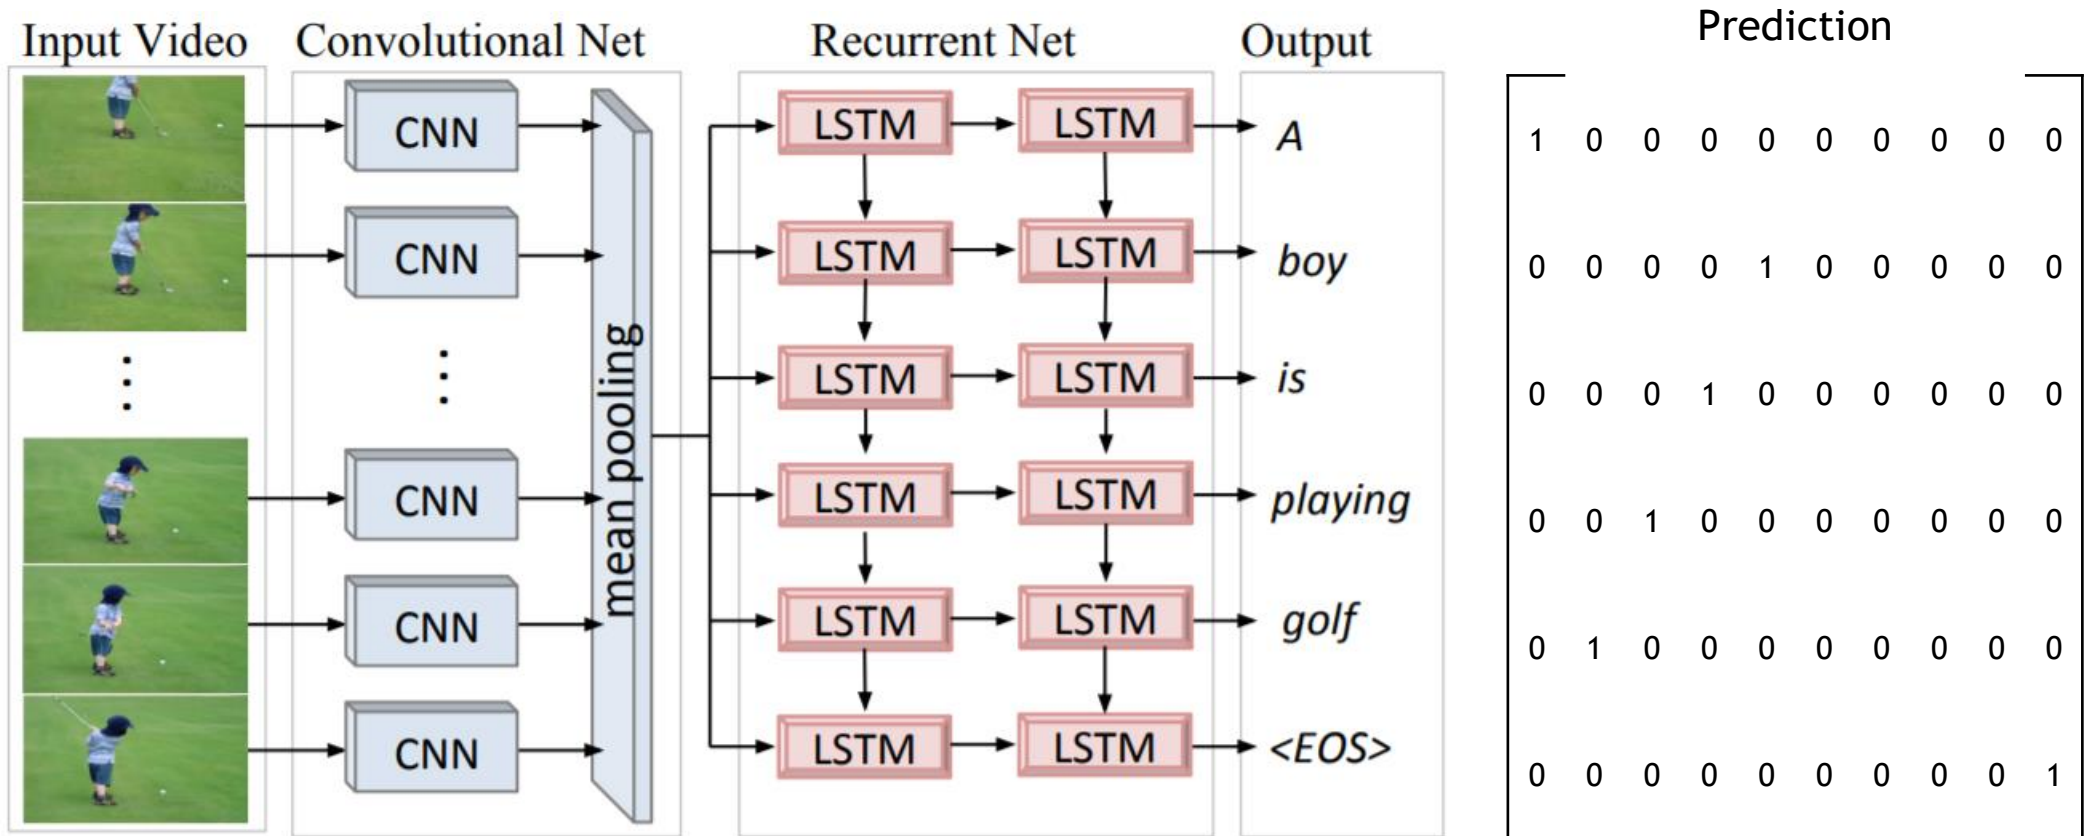 Input Video Convolutional Net Recurrent Net Output Prediction
CNN LSTM LSTM A 1 0 0 0 0 0 0 0 0 0
CNN LSTM LSTM boy 0 0 0 0 1 0 0 0 0 0
LSTM LSTM is 0 0 0 1 0 0 0 0 0 0
mean pooling
CNN LSTM LSTM playing 0 0 1 0 0 0 0 0 0 0
CNN LSTM LSTM golf 0 1 0 0 0 0 0 0 0 0
CNN LSTM LSTM <EOS> 0 0 0 0 0 0 0 0 0 1